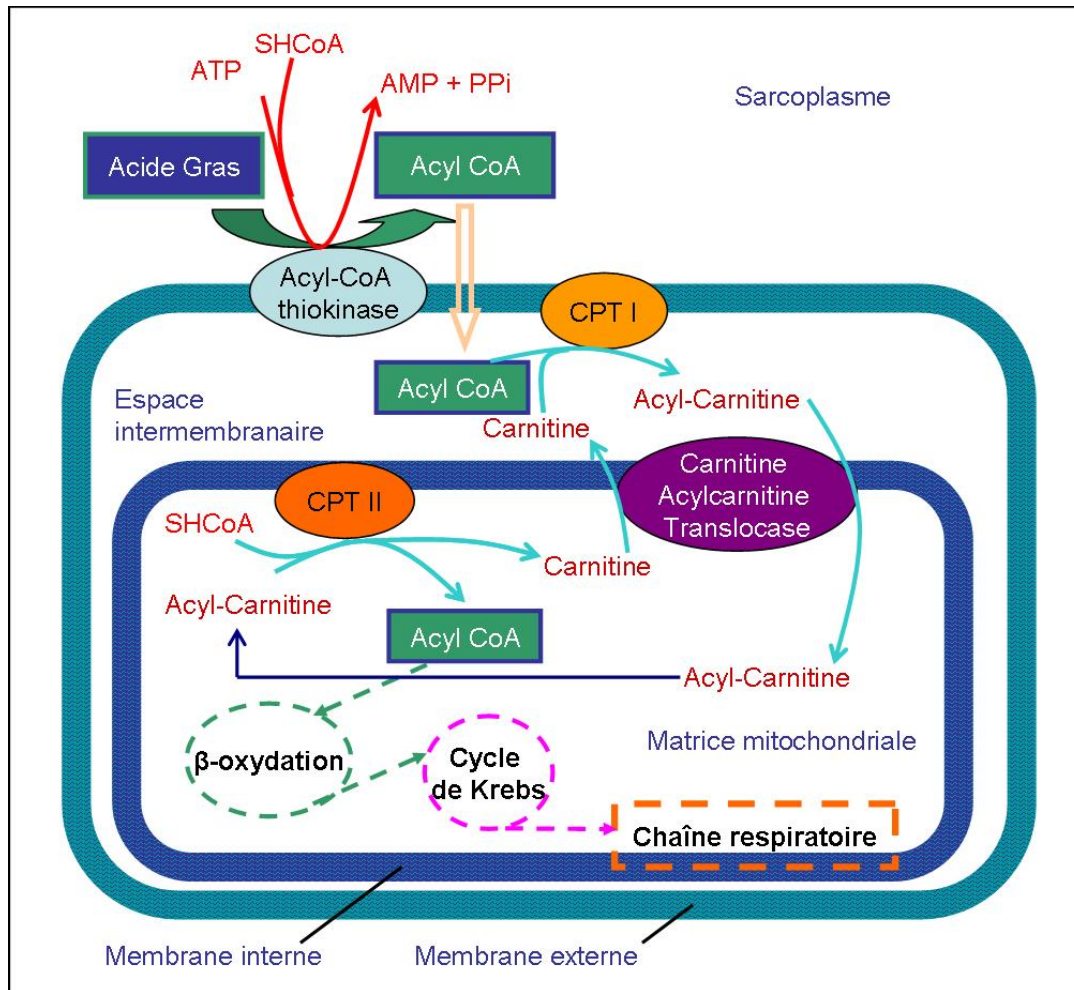 SHCoA
ATP
AMP + PPi
Sarcoplasme
Acide Gras
Acyl CoA
Acyl-CoA
thiokinase
CPT I
Acyl CoA
Acyl-Carnitine
Espace
intermembranaire
Carnitine
Carnitine
Acylcarnitine
Translocase
CPT II
SHCoA
Carnitine
Acyl-Carnitine
Acyl CoA
Acyl-Carnitine
Matrice mitochondriale
β-oxydation
Cycle
de Krebs
Chaîne respiratoire
Membrane interne
Membrane externe